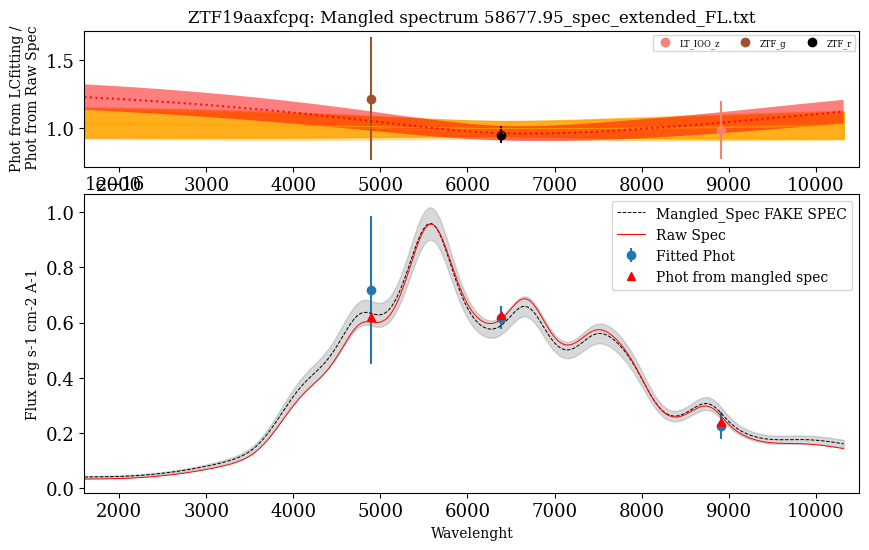 ZTF19aaxfcpq: Mangled spectrum 58677.95_spec_extended_FL.txt
Phot from LCfitting /
Phot from Raw Spec
1.5
1.0
LT_IOO_z ZTF_g ZTF_r
2000 3000 4000 5000 6000 7000 8000 9000 10000
1e−16
Flux erg s-1 cm-2 A-1
1.0
0.8
0.6
0.4
0.2
0.0
Mangled_Spec FAKE SPEC
Raw Spec
Fitted Phot
Phot from mangled spec
2000 3000 4000 5000 6000 7000 8000 9000 10000
Wavelenght